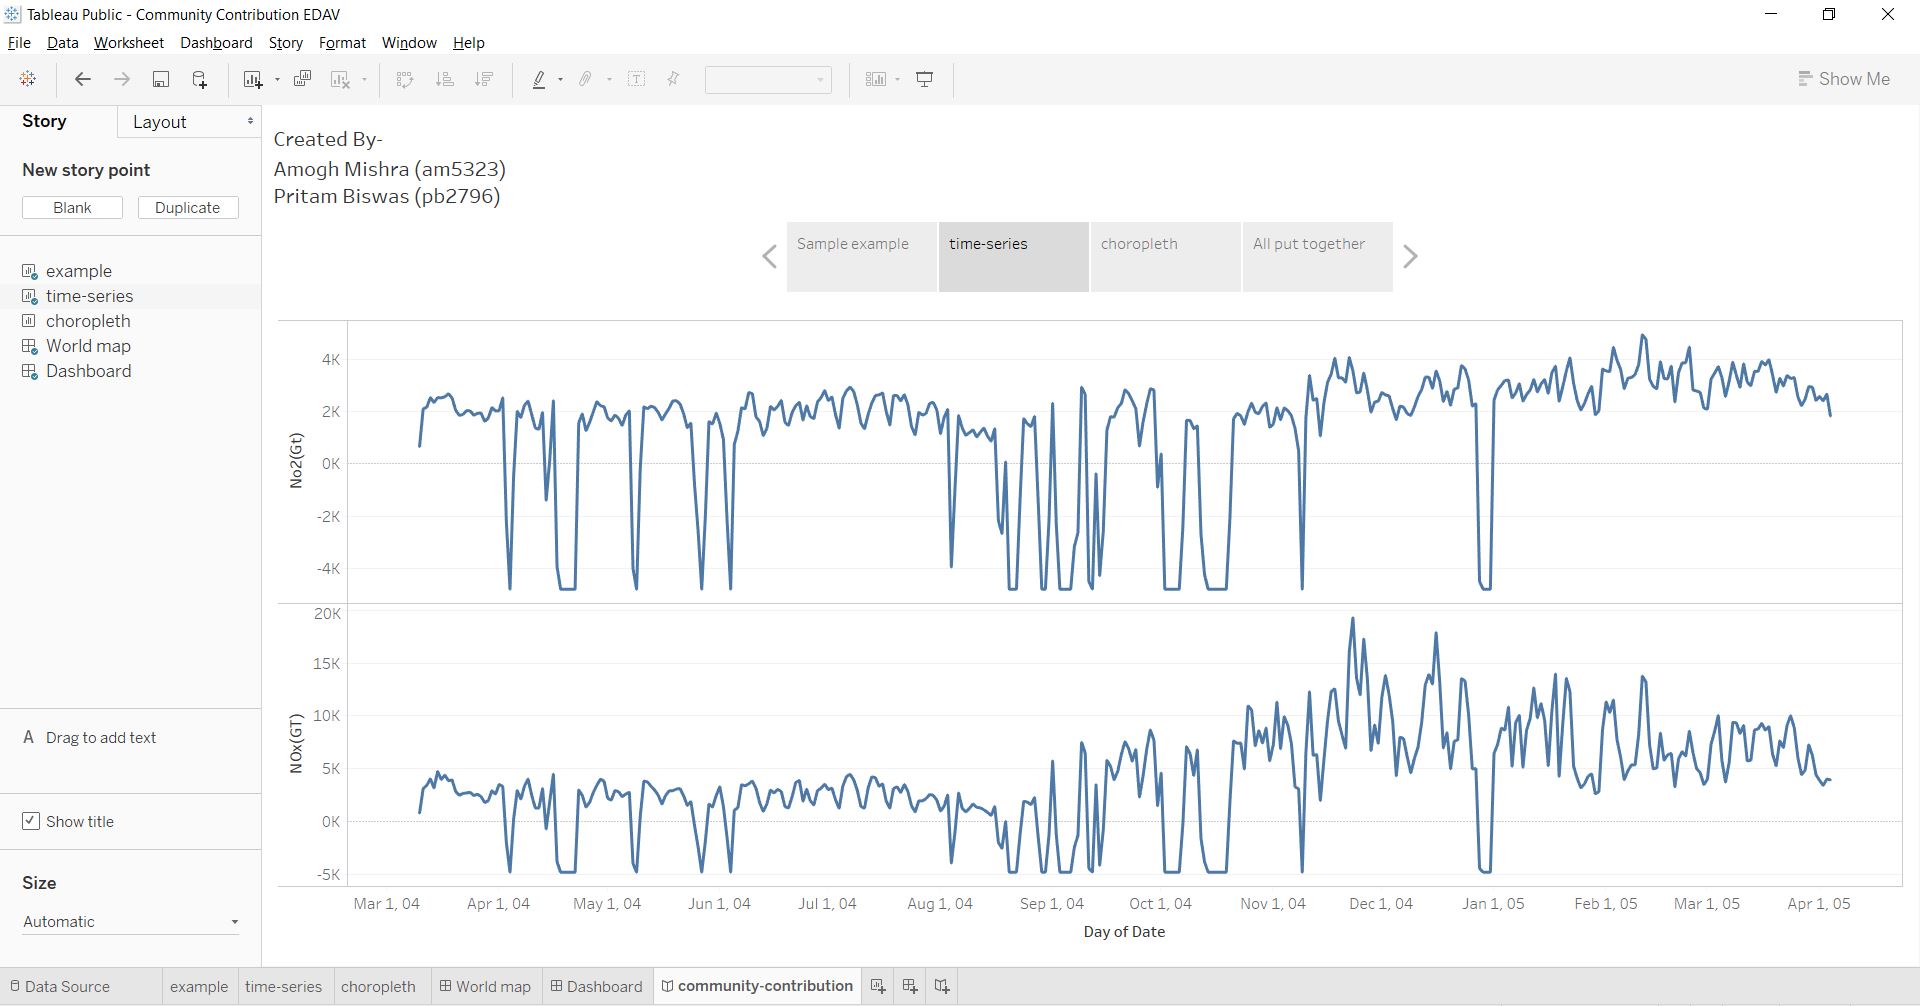 Tableau Public - Community Contribution EDAV
File Data Worksheet Dashboard Story Format Window Help
Show Me
Story Layout
New story point
Blank Duplicate
example
time-series
choropleth
World map
Dashboard
A Drag to add text
Show title
Size
Automatic
Created By-
Amogh Mishra (am5323)
Pritam Biswas (pb2796)
Sample example time-series choropleth All put together
4K
2K
0K
-2K
-4K
No2(Gt)
20K
15K
10K
5K
0K
-5K
NOx(GT)
Mar 1, 04 Apr 1, 04 May 1, 04 Jun 1, 04 Jul 1, 04 Aug 1, 04 Sep 1, 04 Oct 1, 04 Nov 1, 04 Dec 1, 04 Jan 1, 05 Feb 1, 05 Mar 1, 05 Apr 1, 05
Day of Date
Data Source example time-series choropleth World map Dashboard community-contribution